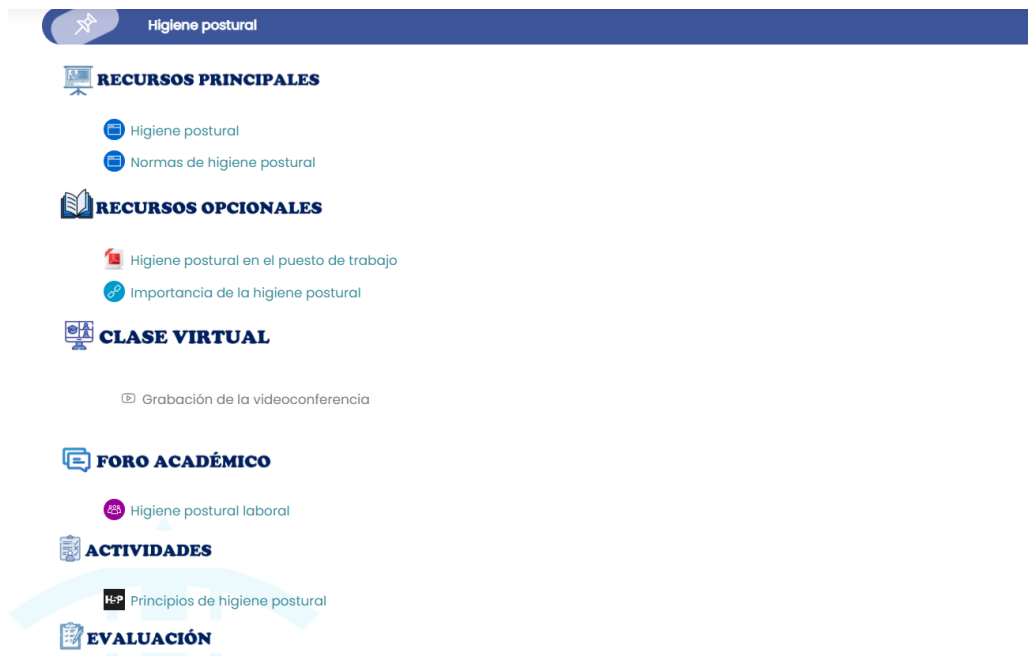 Higiene postural
RECURSOS PRINCIPALES
Higiene postural
Normas de higiene postural
RECURSOS OPCIONALES
Higiene postural en el puesto de trabajo
Importancia de la higiene postural
CLASE VIRTUAL
Grabación de la videoconferencia
FORO ACADÉMICO
Higiene postural laboral
ACTIVIDADES
H5P Principios de higiene postural
EVALUACIÓN